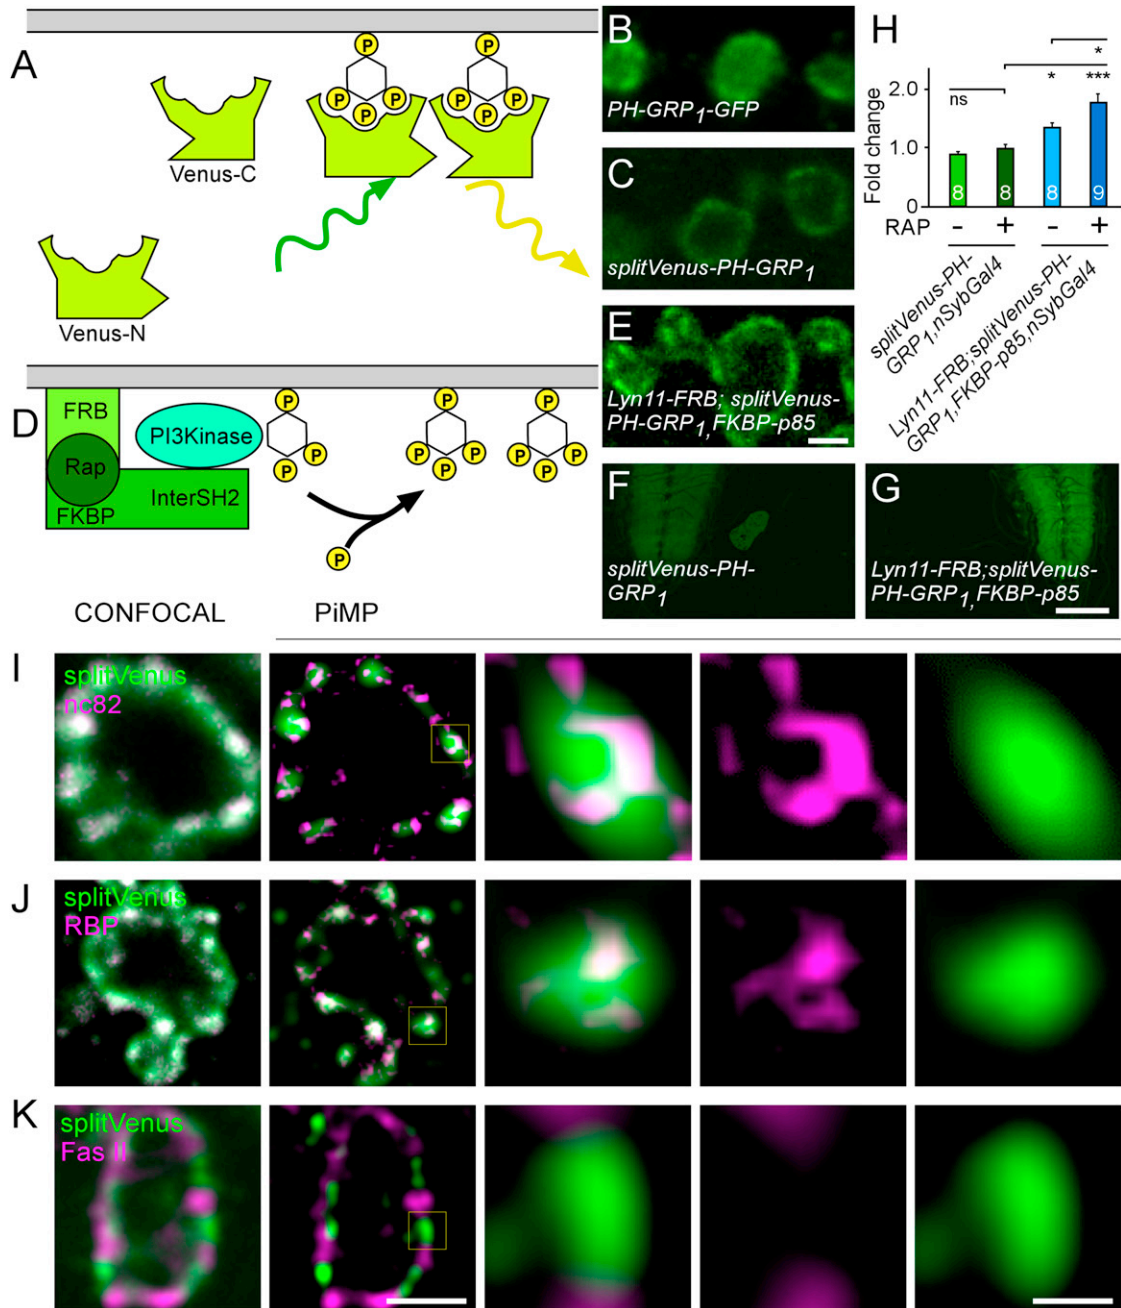 A
P
P
P
P
P
P
P
P
Venus-C
Venus-N
B
PH-GRP1-GFP
C
splitVenus-PH-GRP1
D
FRB
Rap
FKBP
PI3Kinase
InterSH2
P
P
P
P
P
P
P
P
P
P
P
P
E
Lyn11-FRB; splitVenus-
PH-GRP1,FKBP-p85
F
splitVenus-PH-
GRP1
G
Lyn11-FRB;splitVenus-
PH-GRP1,FKBP-p85
H
Fold change
2.0
1.0
0
ns
*
*
***
8
8
8
9
RAP
-
+
-
+
splitVenus-PH-
GRP1,nSybGal4
Lyn11-FRB;splitVenus-PH-
GRP1,FKBP-p85,nSybGal4
CONFOCAL
PiMP
I
splitVenus
nc82
J
splitVenus
RBP
K
splitVenus
Fas II